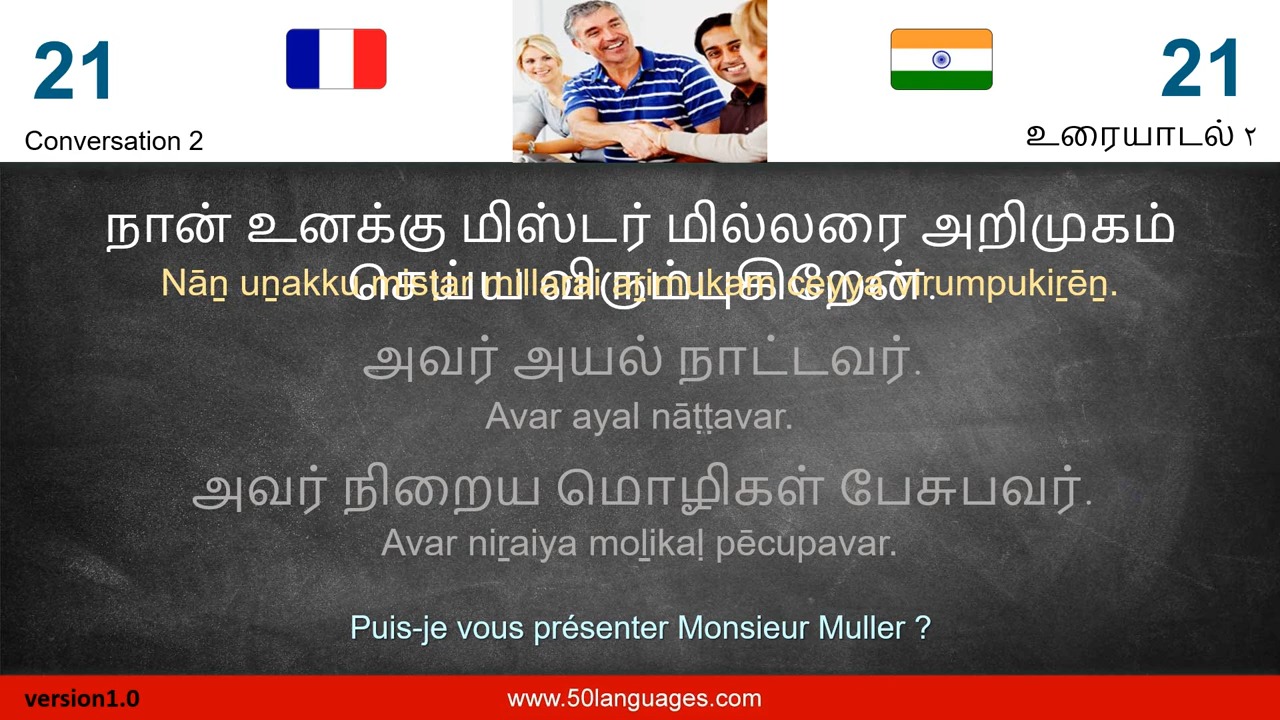 21
21
Conversation 2
உரையாடல் ٢
நான் உனக்கு மிஸ்டர் மில்லரை அறிமுகம்
செய்ய விரும்புகிறேன்.
Nāṉ uṉakku misṭar millarai aṟimukam ceyya virumpukiṟēṉ.
அவர் அயல் நாட்டவர்.
Avar ayal nāṭṭavar.
அவர் நிறைய மொழிகள் பேசுபவர்.
Avar niṟaiya moḻikaḷ pēcupavar.
Puis-je vous présenter Monsieur Muller ?
version1.0
www.50languages.com